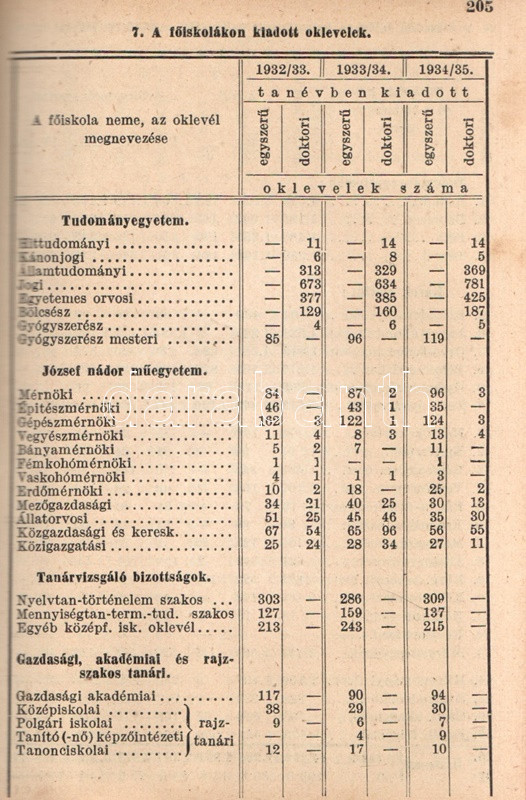 205
7. A főiskolákon kiadott oklevelek.
A főiskola neme, az oklevél megnevezése
1932/33. 1933/34. 1934/35.
tanévben kiadott
egyszerű doktori egyszerű doktori egyszerű doktori
oklevelek száma
Tudományegyetem.
Hittudományi — 11 — 14 — 14
Kánonjogi — 6 — 8 — 5
Államtudományi — 313 — 329 — 369
Jogi — 673 — 634 — 781
Egyetemes orvosi — 377 — 385 — 425
Bölcsész — 129 — 160 — 187
Gyógyszerész — 4 — 6 — 5
Gyógyszerész mesteri 85 — 96 — 119 —
József nádor műegyetem.
Mérnöki 84 — 87 2 96 3
Építészmérnöki 46 — 43 1 35 —
Gépészmérnöki 132 3 122 1 124 3
Vegyészmérnöki 11 4 8 3 13 4
Bányamérnöki 5 2 7 — 11 —
Fémkohómérnöki 1 1 — — 1 —
Vaskohómérnöki 4 1 1 1 3 —
Erdőmérnöki 10 2 18 — 25 2
Mezőgazdasági 34 21 40 25 30 13
Állatorvosi 51 25 45 46 35 30
Közgazdasági és keresk. 67 54 65 96 56 55
Közigazgatási 25 24 28 34 27 11
Tanárvizsgáló bizottságok.
Nyelvtan-történelem szakos ... 303 — 286 — 309 —
Mennyiségtan-term.-tud. szakos 127 — 159 — 137 —
Egyéb középf. isk. oklevél 213 — 243 — 215 —
Gazdasági, akadémiai és rajz-
szakos tanári.
Gazdasági akadémiai 117 — 90 — 94 —
Középiskolai 38 — 29 — 30 —
Polgári iskolai rajz- 9 — 6 — 7 —
Tanító(-nő)képzőintézeti tanári — — 4 — 9 —
Tanonciskolai 12 — 17 — 10 —
darabanth